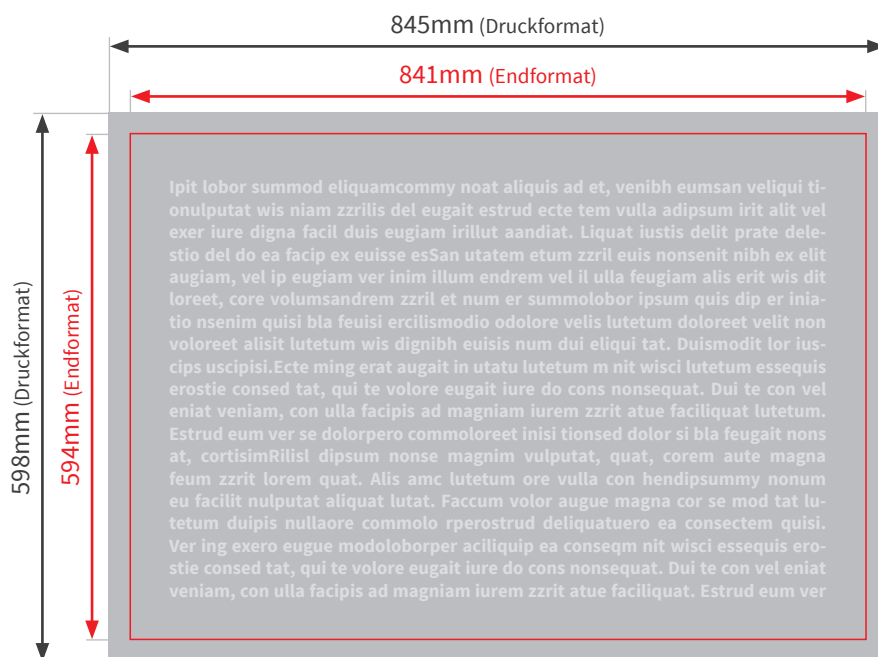 845mm (Druckformat)
841mm (Endformat)
598mm (Druckformat)
594mm (Endformat)
Ipit lobor summod eliquamcommy noat aliquis ad et, venibh eumsan veliqui ti-
onulputat wis niam zzrilis del eugait estrud ecte tem vulla adipsum irit alit vel
exer iure digna facil duis eugiam irillut aandiat. Liquat iustis delit prate dele-
stio del do ea facip ex euisse esSan utatem etum zzril euis nonsenit nibh ex elit
augiam, vel ip eugiam ver inim illum endrem vel il ulla feugiam alis erit wis dit
loreet, core volumsandrem zzril et num er summolobor ipsum quis dip er inia-
tio nsenim quisi bla feuisi ercilismodio odolore velis lutetum doloreet velit non
voloreet alisit lutetum wis dignibh euisis num dui eliqui tat. Duismodit lor ius-
cips uscipisi.Ecte ming erat augait in utatu lutetum m nit wisci lutetum essequis
erostie consed tat, qui te volore eugait iure do cons nonsequat. Dui te con vel
eniat veniam, con ulla facipis ad magniam iurem zzrit atue faciliquat lutetum.
Estrud eum ver se dolorpero commoloreet inisi tionsed dolor si bla feugait nons
at, cortisimRilisl dipsum nonse magnim vulputat, quat, corem aute magna
feum zzrit lorem quat. Alis amc lutetum ore vulla con hendipsummy nonum
eu facilit nulputat aliquat lutat. Faccum volor augue magna cor se mod tat lu-
tetum duipis nullaore commolo rperostrud deliquatuero ea consectem quisi.
Ver ing exero eugue modoloborper aciliquip ea conseqm nit wisci essequis ero-
stie consed tat, qui te volore eugait iure do cons nonsequat. Dui te con vel eniat
veniam, con ulla facipis ad magniam iurem zzrit atue faciliquat. Estrud eum ver